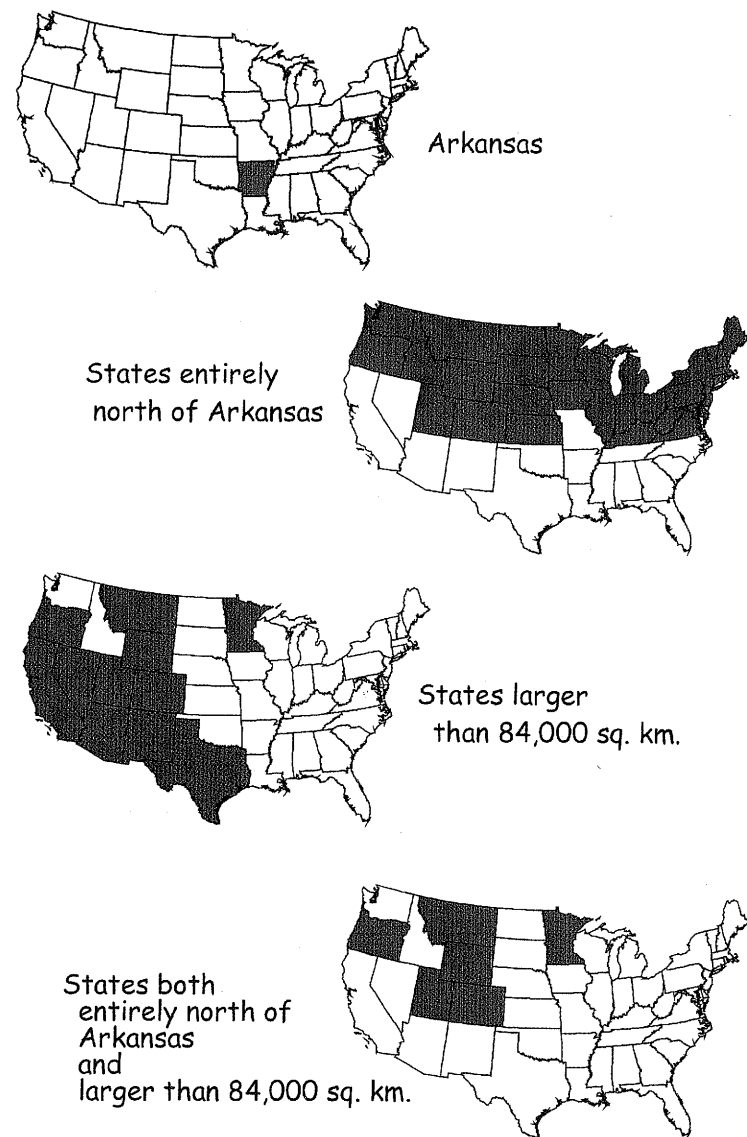 Arkansas
States entirely
north of Arkansas
States larger
than 84,000 sq. km.
States both
entirely north of
Arkansas
and
larger than 84,000 sq. km.